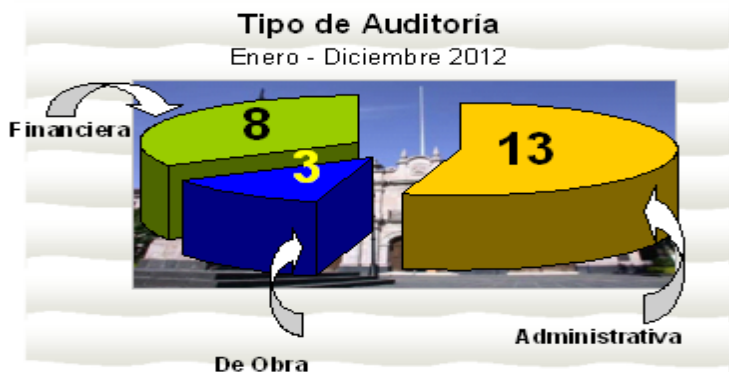 Tipo de Auditoría
Enero - Diciembre 2012
Financiera
8
3
13
Administrativa
De Obra